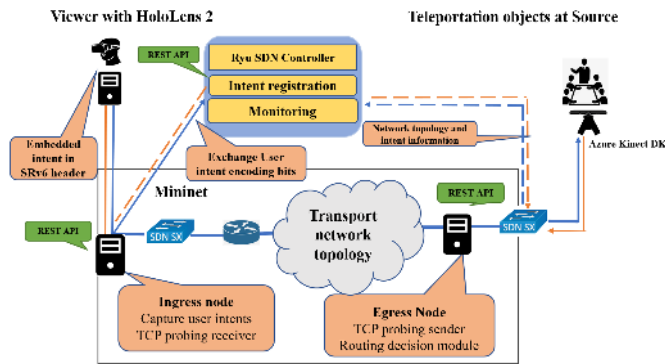 Viewer with HoloLens 2
Teleportation objects at Source
REST API
Ryu SDN Controller
Intent registration
Monitoring
Embedded
intent in
SRv6 header
Exchange User
intent encoding bits
Network topology and
Intent information
Azure Kinect DK
Mininet
REST API
REST API
SDN SX
Transport
network
topology
SDN SX
Ingress node
Capture user intents
TCP probing receiver
Egress Node
TCP probing sender
Routing decision module